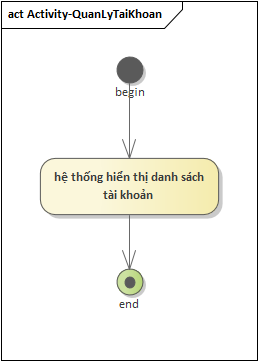 act Activity-QuanLyTaiKhoan
begin
hệ thống hiển thị danh sách
tài khoản
end